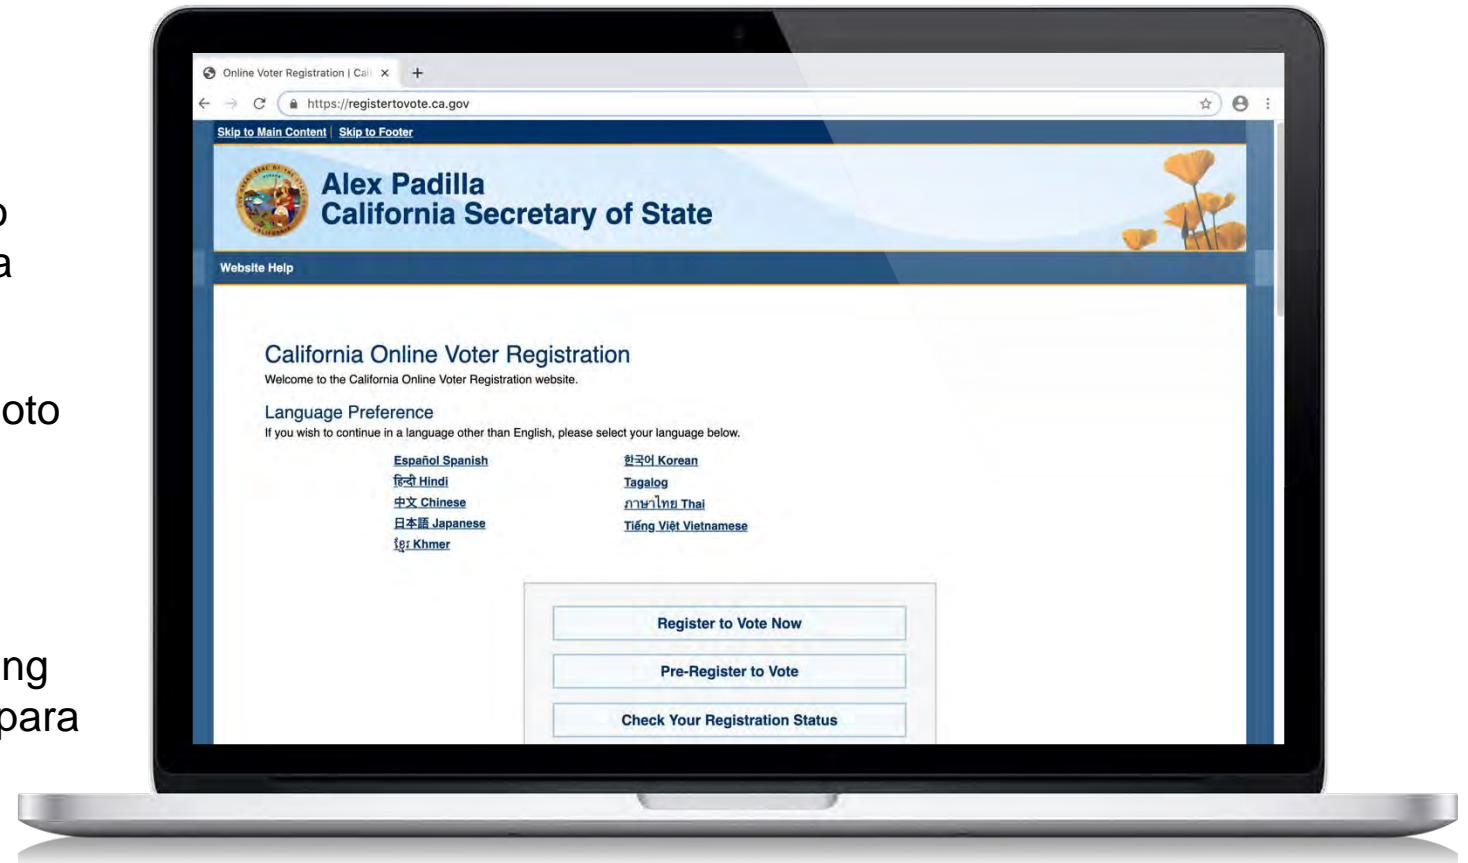 o
a
oto
ng
para
Online Voter Registration | Cal
https://registertovote.ca.gov
Skip to Main Content | Skip to Footer
Alex Padilla
California Secretary of State
Website Help
California Online Voter Registration
Welcome to the California Online Voter Registration website.
Language Preference
If you wish to continue in a language other than English, please select your language below.
Español Spanish
हिन्दी Hindi
中文 Chinese
日本語 Japanese
ខ្មែរ Khmer
한국어 Korean
Tagalog
ภาษาไทย Thai
Tiếng Việt Vietnamese
Register to Vote Now
Pre-Register to Vote
Check Your Registration Status